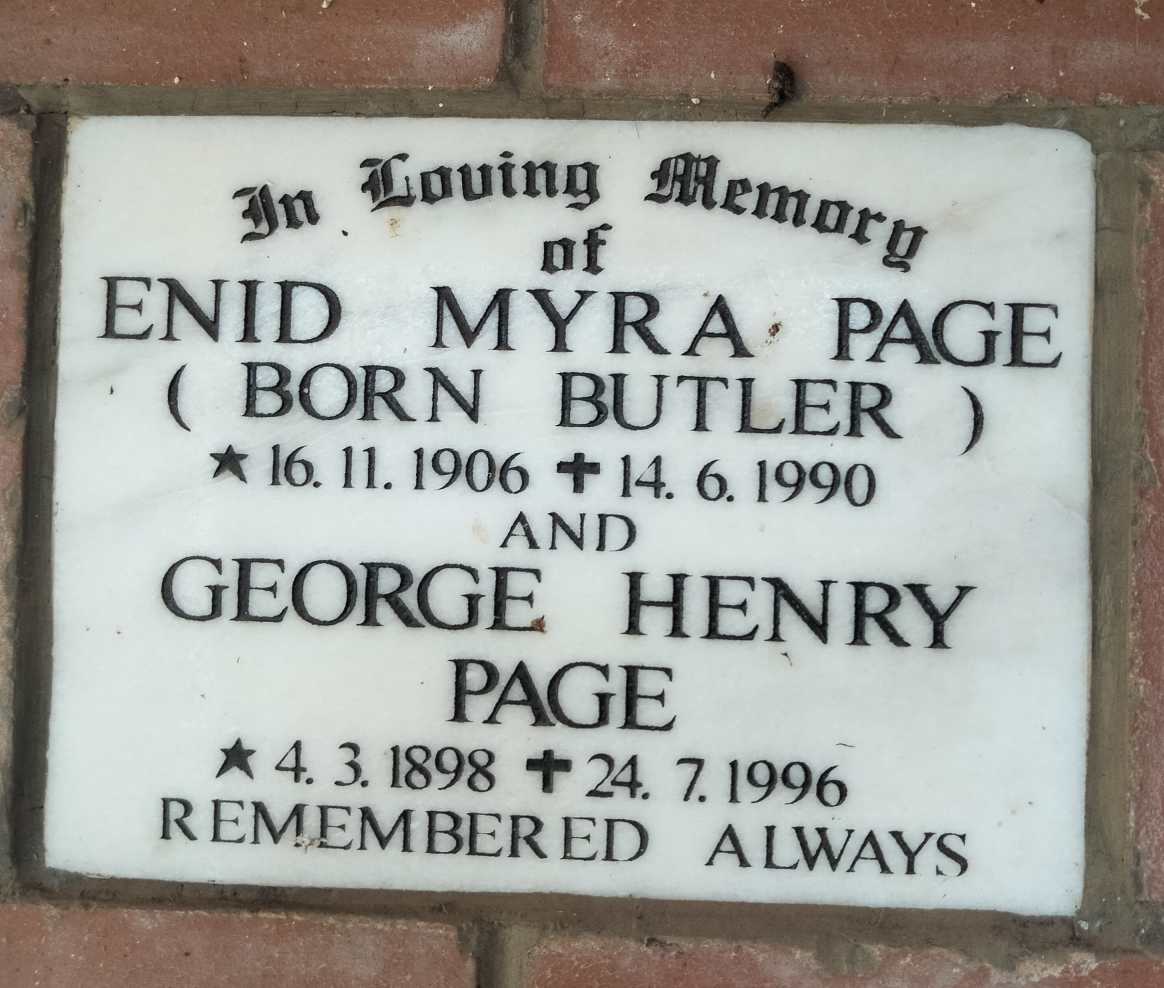 In Loving Memory
of
ENID MYRA PAGE
( BORN BUTLER )
★ 16. 11. 1906 ✝ 14. 6. 1990
AND
GEORGE HENRY
PAGE
★ 4. 3. 1898 ✝ 24. 7. 1996
REMEMBERED ALWAYS